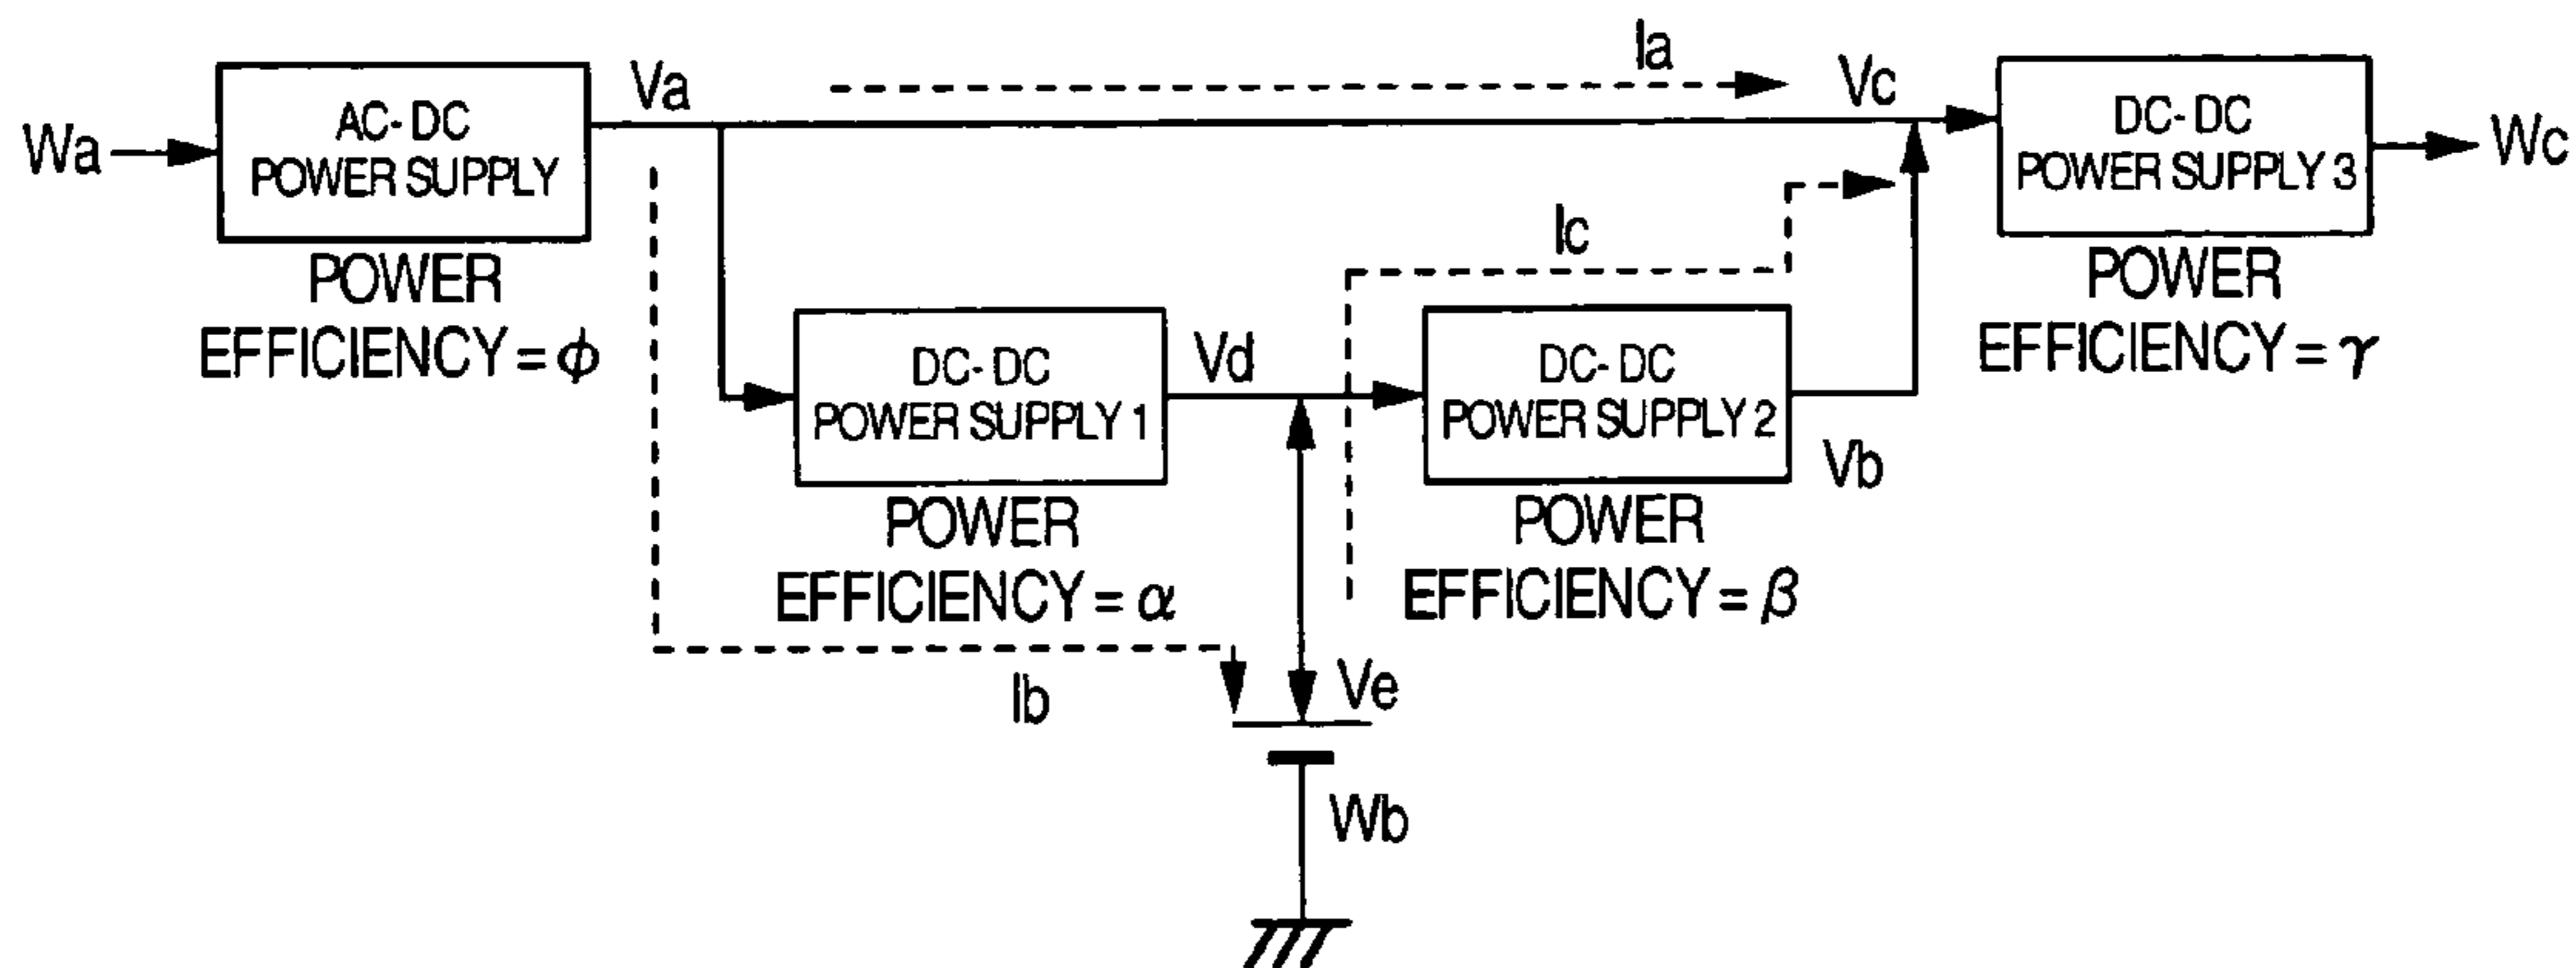 Wa
AC-DC
POWER SUPPLY
POWER
EFFICIENCY = φ
Va
Ia
Vc
DC-DC
POWER SUPPLY 3
POWER
EFFICIENCY = γ
Wc
Ic
DC-DC
POWER SUPPLY 1
POWER
EFFICIENCY = α
Vd
DC-DC
POWER SUPPLY 2
POWER
EFFICIENCY = β
Vb
Ib
Ve
Wb